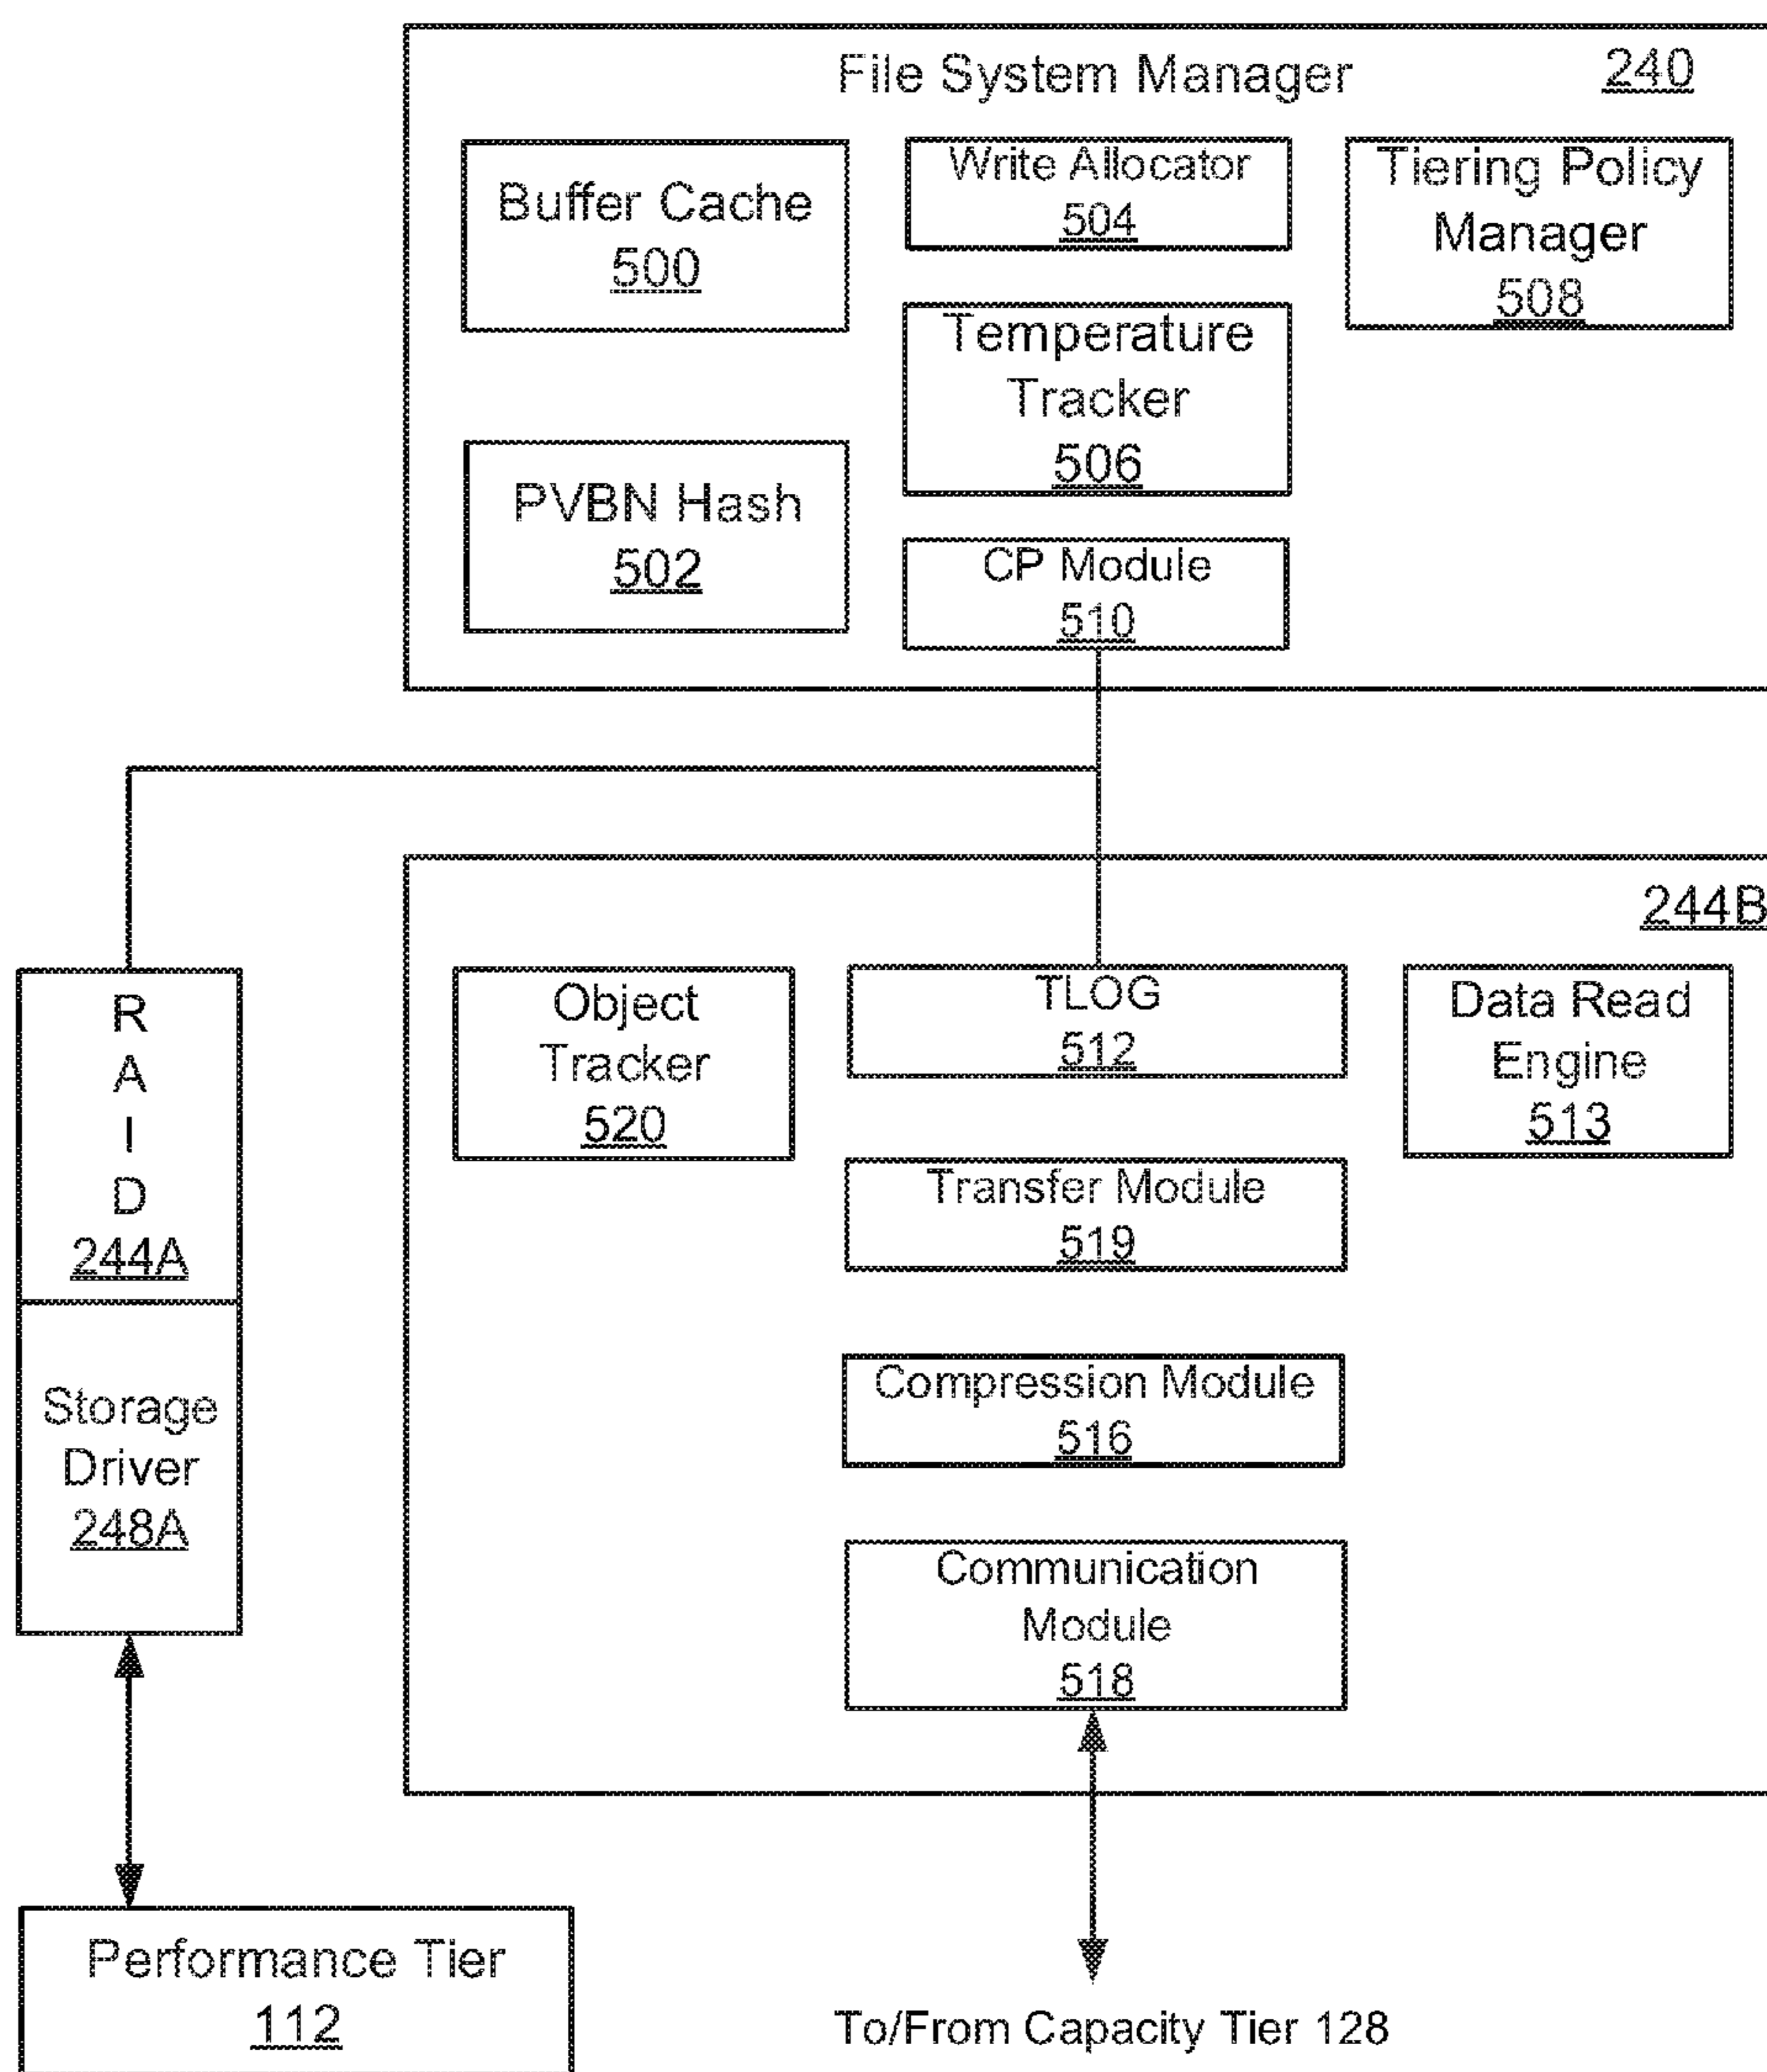 File System Manager 240
Buffer Cache
500
Write Allocator
504
Tiering Policy
Manager
508
Temperature
Tracker
506
PVBN Hash
502
CP Module
510
244B
R
A
I
D
244A
Storage
Driver
248A
Object
Tracker
520
TLOG
512
Data Read
Engine
513
Transfer Module
519
Compression Module
516
Communication
Module
518
Performance Tier
112
To/From Capacity Tier 128